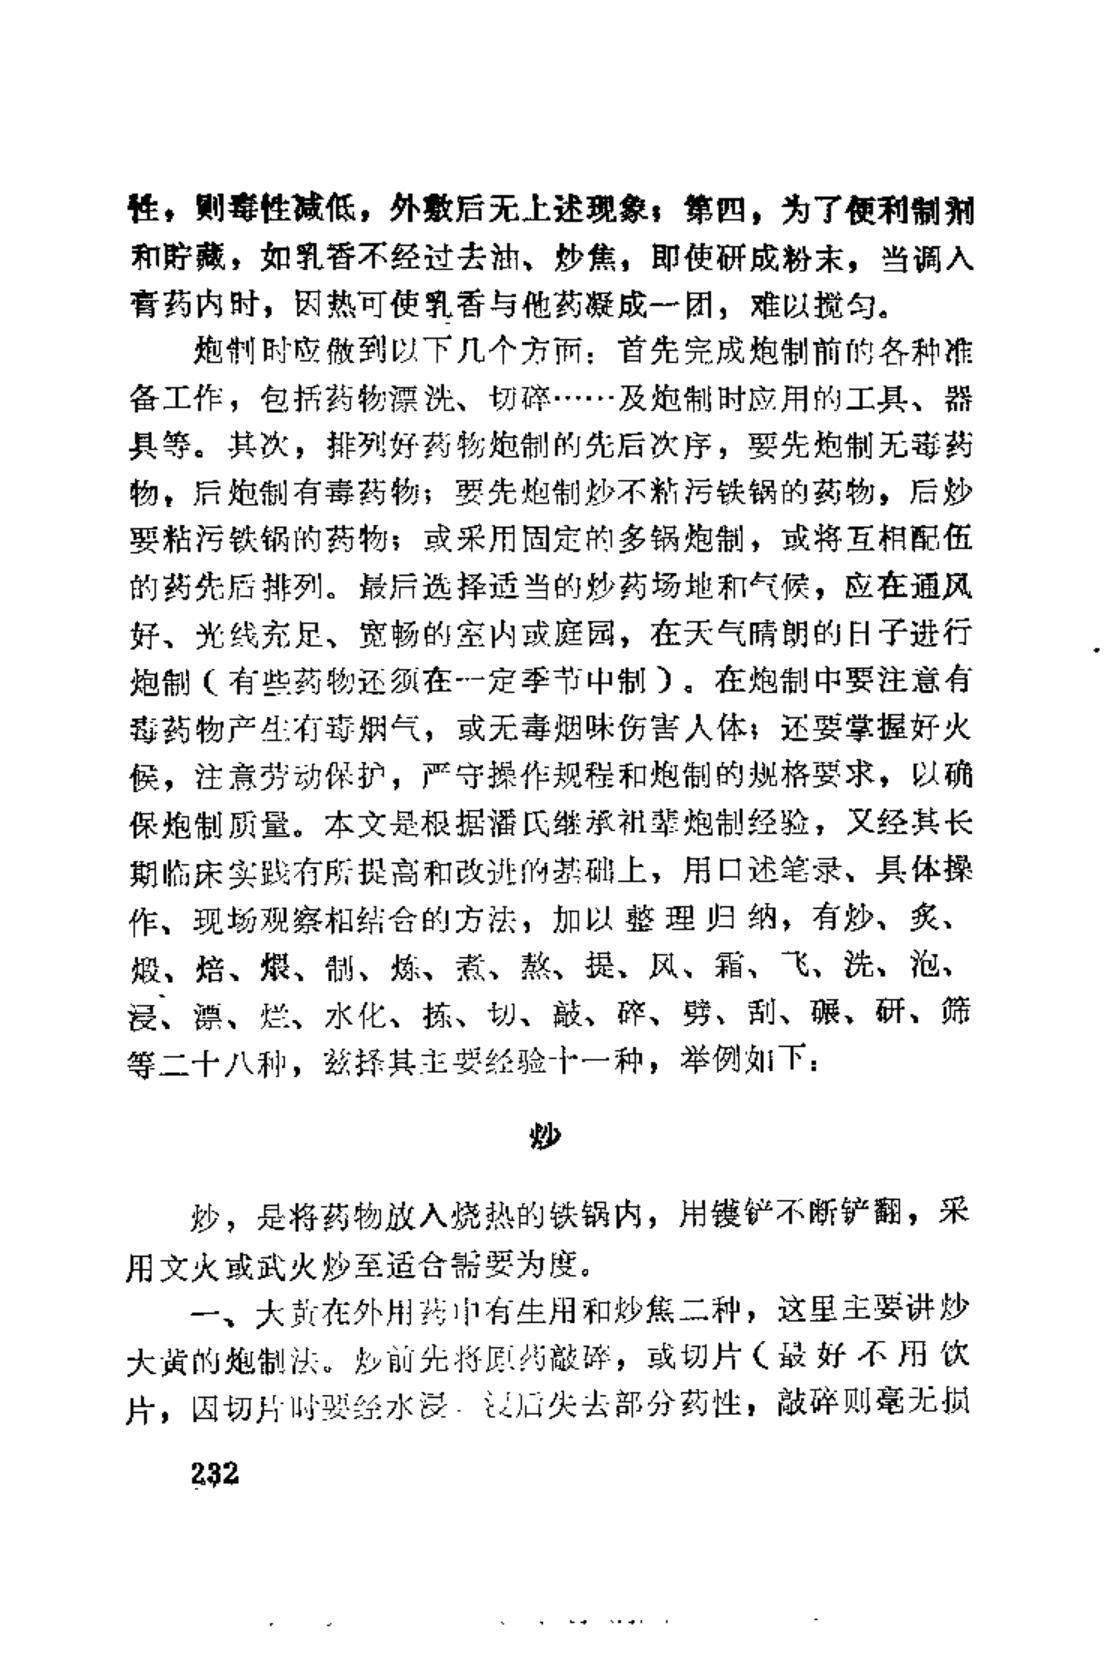 性，则毒性减低，外敷后无上述现象；第四，为了便利制剂
和贮藏，如乳香不经过去油、炒焦，即使研成粉末，当调入
膏药内时，因热可使乳香与他药凝成一团，难以搅匀。
炮制时应做到以下几个方面：首先完成炮制前的各种准
备工作，包括药物漂洗、切碎……及炮制时应用的工具、器
具等。其次，排列好药物炮制的先后次序，要先炮制无毒药
物，后炮制有毒药物；要先炮制炒不粘污铁锅的药物，后炒
要粘污铁锅的药物；或采用固定的多锅炮制，或将互相配伍
的药先后排列。最后选择适当的炒药场地和气候，应在通风
好、光线充足、宽畅的室内或庭园，在天气晴朗的日子进行
炮制（有些药物还须在一定季节中制）。在炮制中要注意有
毒药物产生有毒烟气，或无毒烟味伤害人体；还要掌握好火
候，注意劳动保护，严守操作规程和炮制的规格要求，以确
保炮制质量。本文是根据潘氏继承祖辈炮制经验，又经其长
期临床实践有所提高和改进的基础上，用口述笔录、具体操
作、现场观察相结合的方法，加以整理归纳，有炒、炙、
煅、焙、煨、制、炼、煮、熬、提、风、霜、飞、洗、泡、
浸、漂、烂、水化、拣、切、敲、碎、劈、刮、碾、研、筛
等二十八种，兹择其主要经验十一种，举例如下：
炒
炒，是将药物放入烧热的铁锅内，用镬铲不断铲翻，采
用文火或武火炒至适合需要为度。
一、大黄在外用药中有生用和炒焦二种，这里主要讲炒
大黄的炮制法。炒前先将原药敲碎，或切片（最好不用饮
片，因切片时要经水浸 后失去部分药性，敲碎则毫无损
232